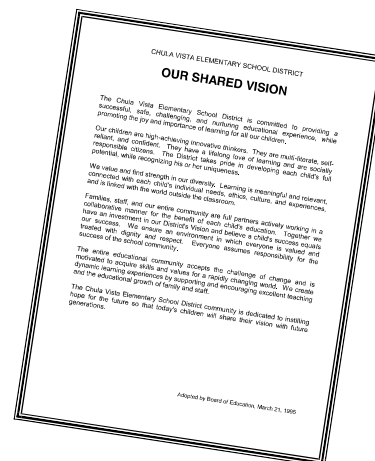 CHULA VISTA ELEMENTARY SCHOOL DISTRICT
OUR SHARED VISION
The Chula Vista Elementary School District is committed to providing a
successful, safe, challenging, and nurturing educational experience, while
promoting the joy and importance of learning for all our children.
Our children are high-achieving innovative thinkers. They are multi-literate, self-
reliant, and confident. They have a lifelong love of learning and are socially
responsible citizens. The District takes pride in developing each child's full
potential, while recognizing his or her uniqueness.
We value and find strength in our diversity. Learning is meaningful and relevant,
connected with each child's individual needs, ethics, culture, and experiences,
and is linked with the world outside the classroom.
Families, staff, and our entire community are full partners actively working in a
collaborative manner for the benefit of each child's education. Together we
have an investment in our District's Vision and believe a child's success equals
our success. We ensure an environment in which everyone is valued and
treated with dignity and respect. Everyone assumes responsibility for the
success of the school community.
The entire educational community accepts the challenge of change and is
motivated to acquire skills and values for a rapidly changing world. We create
dynamic learning experiences by supporting and encouraging excellent teaching
and the educational growth of family and staff.
The Chula Vista Elementary School District community is dedicated to instilling
hope for the future so that today's children will share their vision with future
generations.
Adopted by Board of Education, March 21, 1995